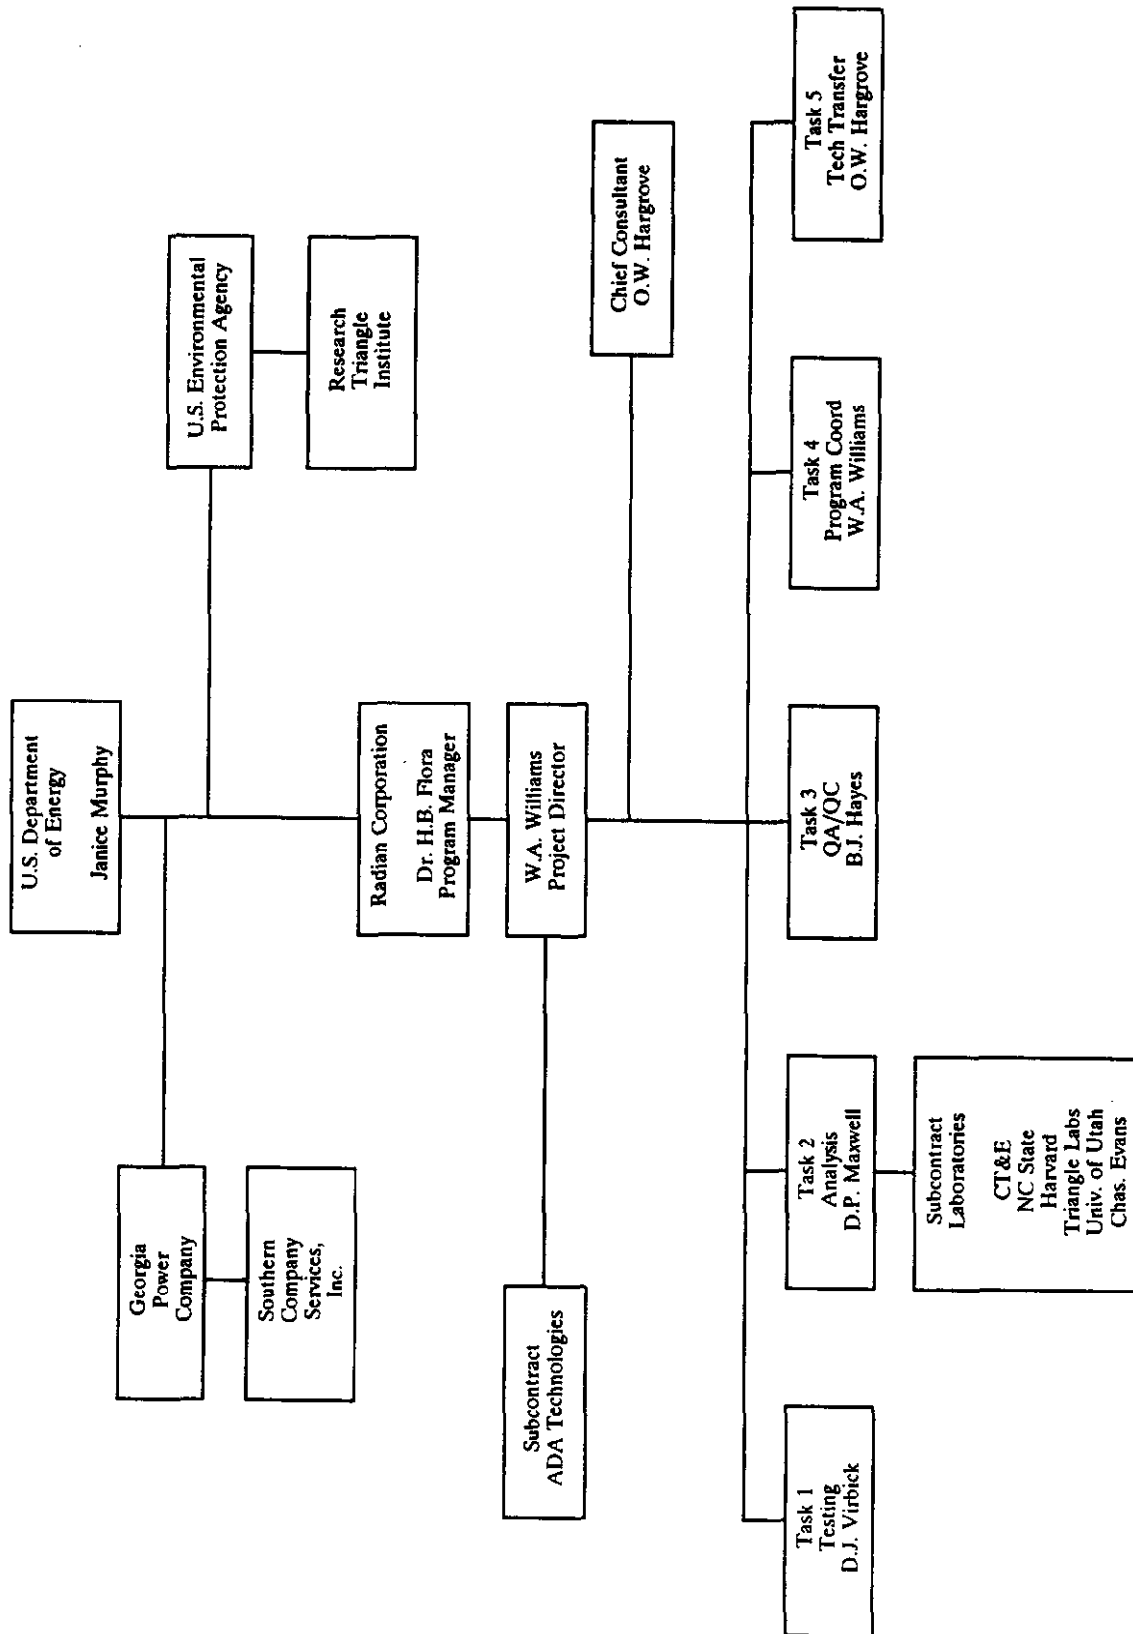 U.S. Department
of Energy
Janice Murphy
Georgia
Power
Company
Southern
Company
Services,
Inc.
U.S. Environmental
Protection Agency
Research
Triangle
Institute
Radian Corporation
Dr. H.B. Flora
Program Manager
W.A. Williams
Project Director
Subcontract
ADA Technologies
Chief Consultant
O.W. Hargrove
Task 1
Testing
D.J. Virbick
Task 2
Analysis
D.P. Maxwell
Subcontract
Laboratories
CT&E
NC State
Harvard
Triangle Labs
Univ. of Utah
Chas. Evans
Task 3
QA/QC
B.J. Hayes
Task 4
Program Coord
W.A. Williams
Task 5
Tech Transfer
O.W. Hargrove